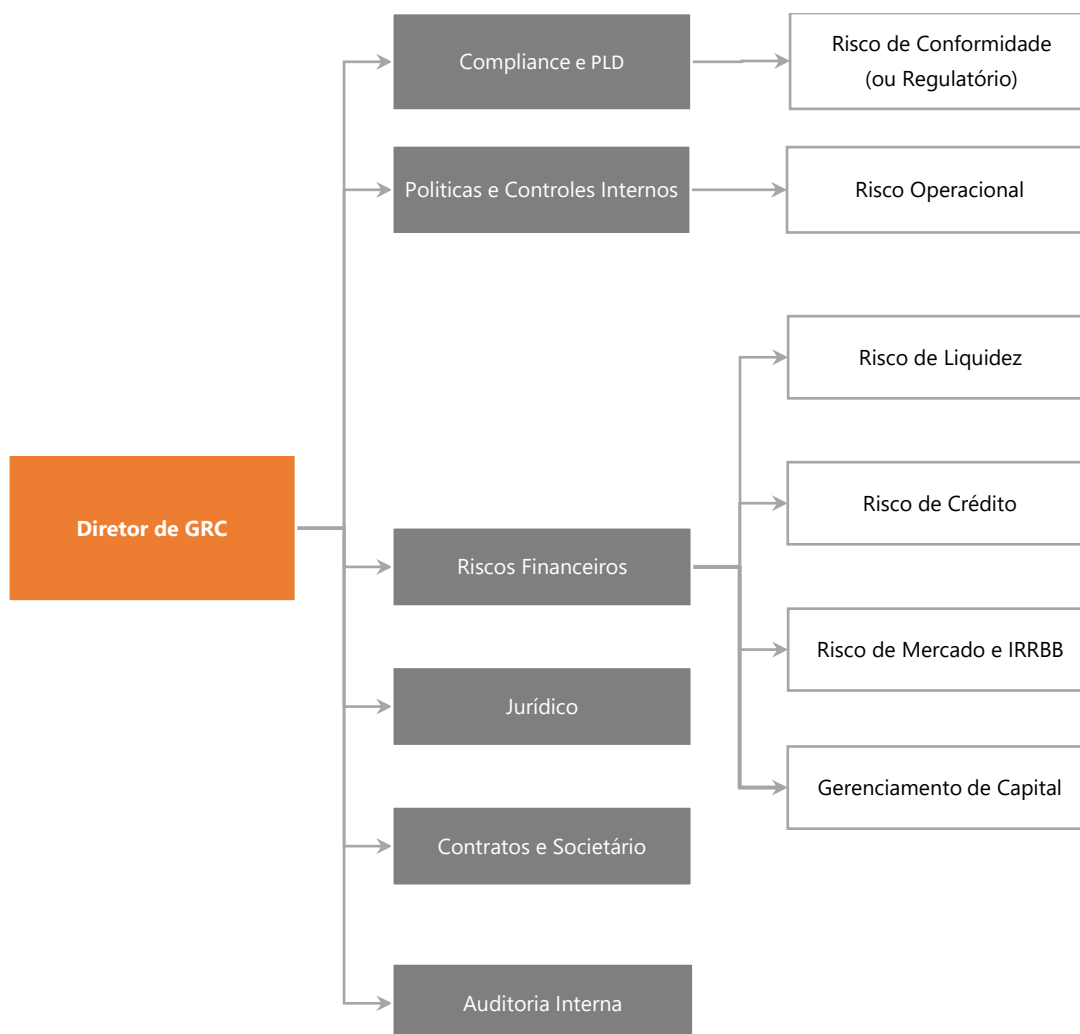 Compliance e PLD
Risco de Conformidade
(ou Regulatório)
Politicas e Controles Internos
Risco Operacional
Risco de Liquidez
Risco de Crédito
Diretor de GRC
Riscos Financeiros
Risco de Mercado e IRRBB
Jurídico
Gerenciamento de Capital
Contratos e Societário
Auditoria Interna